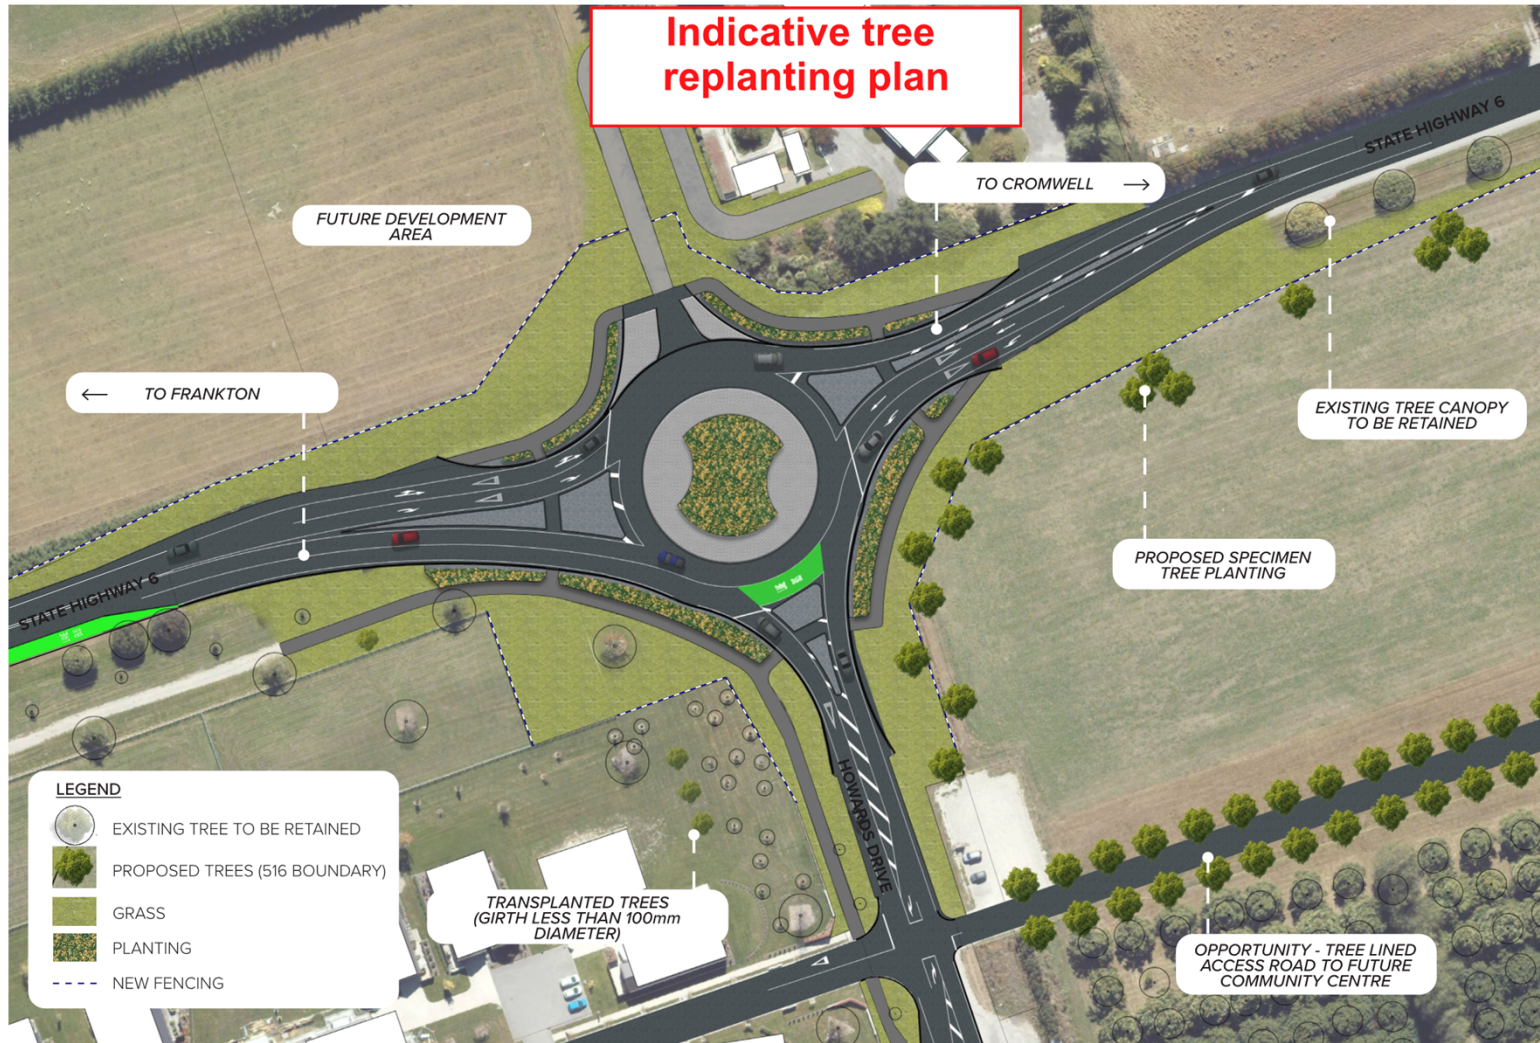 Indicative tree
replanting plan
STATE HIGHWAY 6
TO CROMWELL
FUTURE DEVELOPMENT
AREA
TO FRANKTON
EXISTING TREE CANOPY
TO BE RETAINED
PROPOSED SPECIMEN
TREE PLANTING
STATE HIGHWAY 6
HOWARDS DRIVE
LEGEND
EXISTING TREE TO BE RETAINED
PROPOSED TREES (516 BOUNDARY)
GRASS
PLANTING
NEW FENCING
TRANSPLANTED TREES
(GIRTH LESS THAN 100mm
DIAMETER)
OPPORTUNITY - TREE LINED
ACCESS ROAD TO FUTURE
COMMUNITY CENTRE